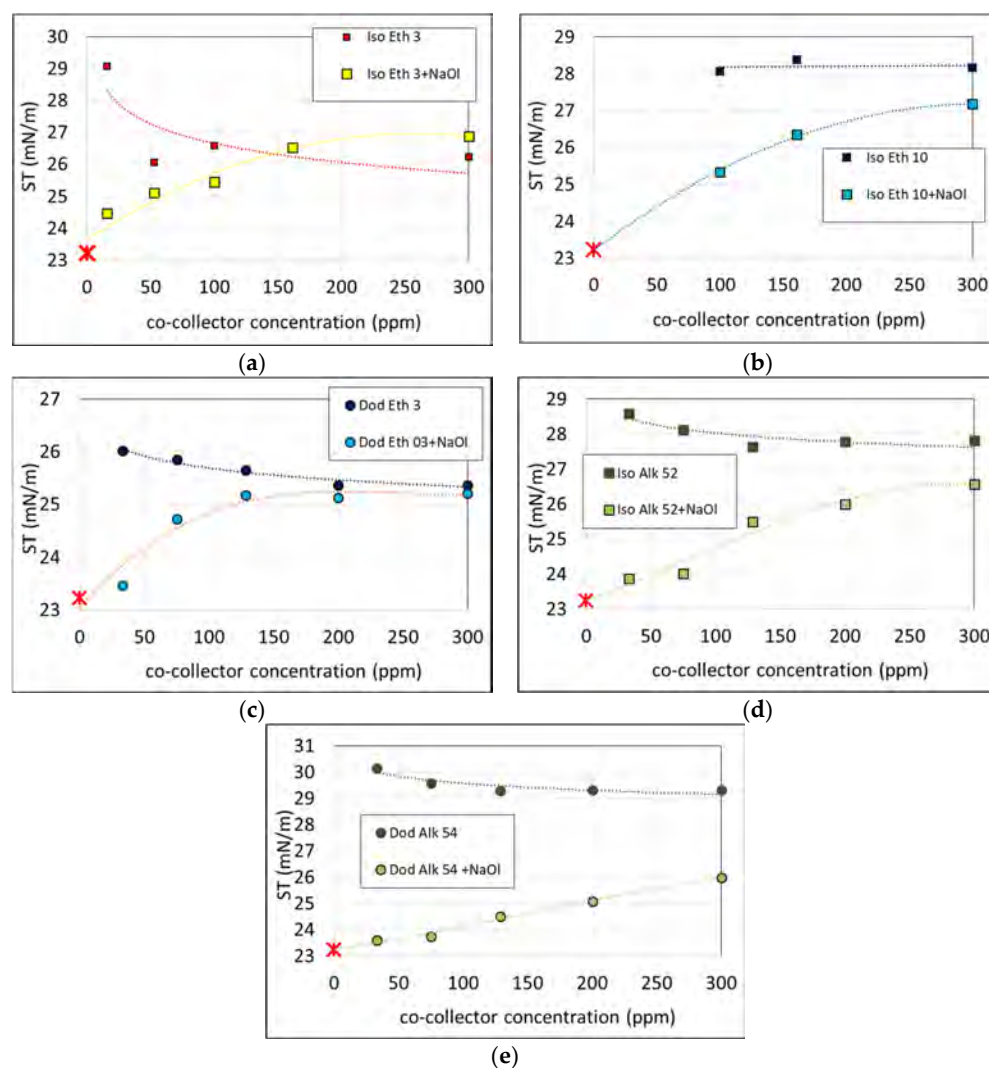 30
29
28
27
26
25
24
23
ST (mN/m)
Iso Eth 3
Iso Eth 3+NaOl
0
50
100
150
200
250
300
co-collector concentration (ppm)
(a)
29
28
27
26
25
24
23
ST (mN/m)
Iso Eth 10
Iso Eth 10+NaOl
0
50
100
150
200
250
300
co-collector concentration (ppm)
(b)
27
26
25
24
23
ST (mN/m)
Dod Eth 3
Dod Eth 03+NaOl
0
50
100
150
200
250
300
co-collector concentration (ppm)
(c)
29
28
27
26
25
24
23
ST (mN/m)
Iso Alk 52
Iso Alk 52+NaOl
0
50
100
150
200
250
300
co-collector concentration (ppm)
(d)
31
30
29
28
27
26
25
24
23
ST (mN/m)
Dod Alk 54
Dod Alk 54 +NaOl
0
50
100
150
200
250
300
co-collector concentration (ppm)
(e)